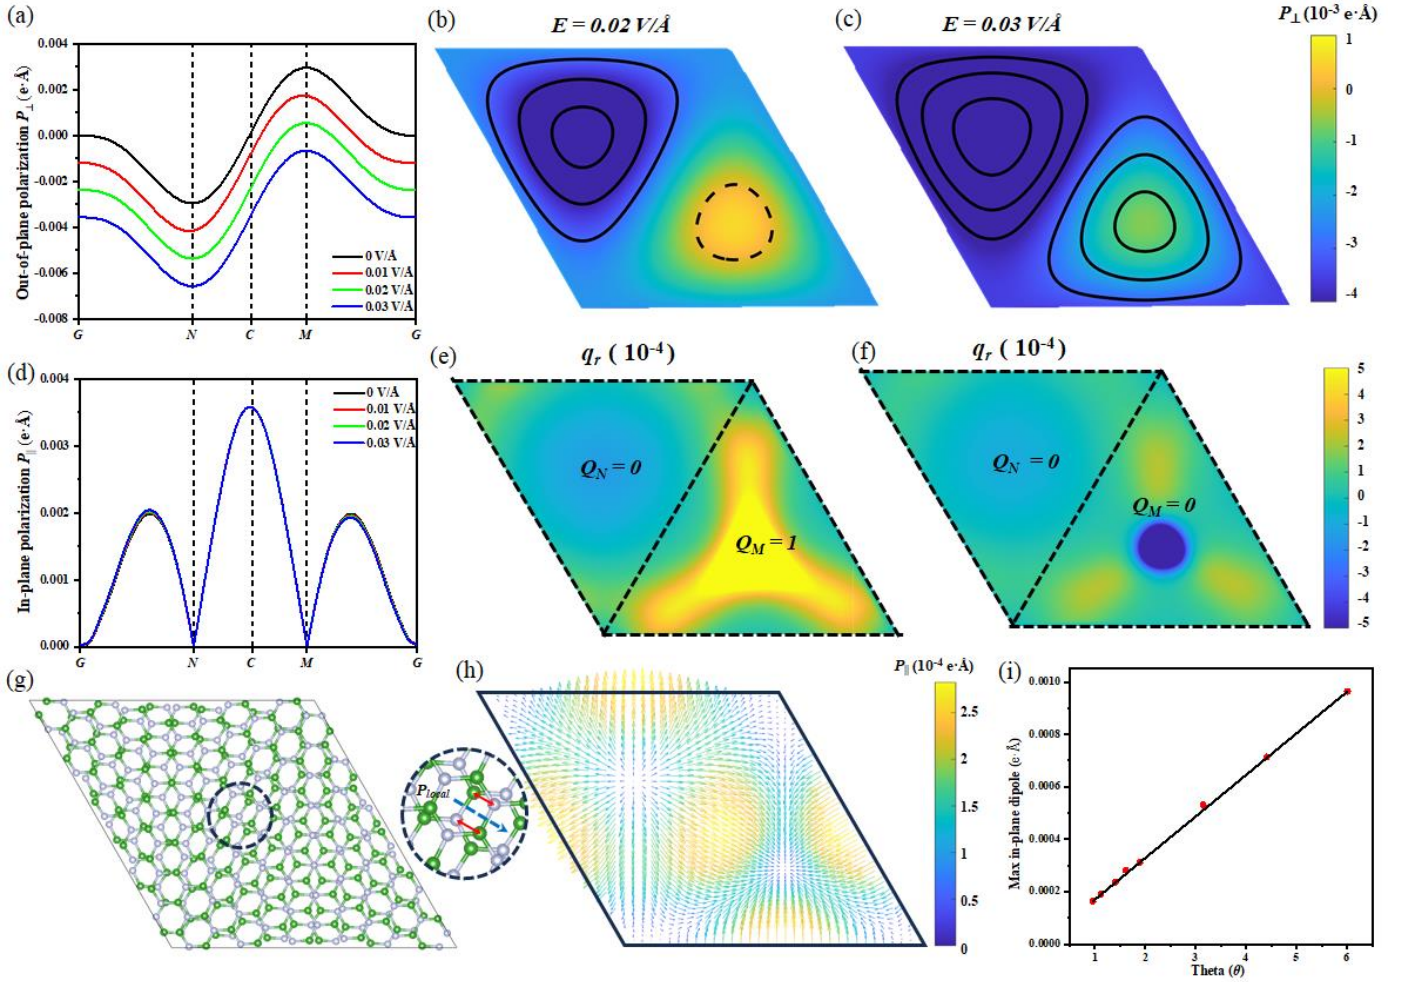 (a)
Out-of-plane polarization P⊥ (e·Å)
0.004
0.002
0.000
-0.002
-0.004
-0.006
-0.008
G N C M G
0 V/Å
0.01 V/Å
0.02 V/Å
0.03 V/Å
(b)
E = 0.02 V/Å
(c)
E = 0.03 V/Å
P⊥ (10⁻³ e·Å)
1
0
-1
-2
-3
-4
(d)
In-plane polarization P∥ (e·Å)
0.004
0.003
0.002
0.001
0.000
G N C M G
0 V/Å
0.01 V/Å
0.02 V/Å
0.03 V/Å
(e)
qᵣ ( 10⁻⁴)
Q_N = 0
Q_M = 1
(f)
qᵣ ( 10⁻⁴)
Q_N = 0
Q_M = 0
5
4
3
2
1
0
-1
-2
-3
-4
-5
(g)
P_local
(h)
P∥ (10⁻⁴ e·Å)
2.5
2
1.5
1
0.5
0
(i)
Max in-plane dipole (e·Å)
0.0010
0.0008
0.0006
0.0004
0.0002
0.0000
1 2 3 4 5 6
Theta (θ)